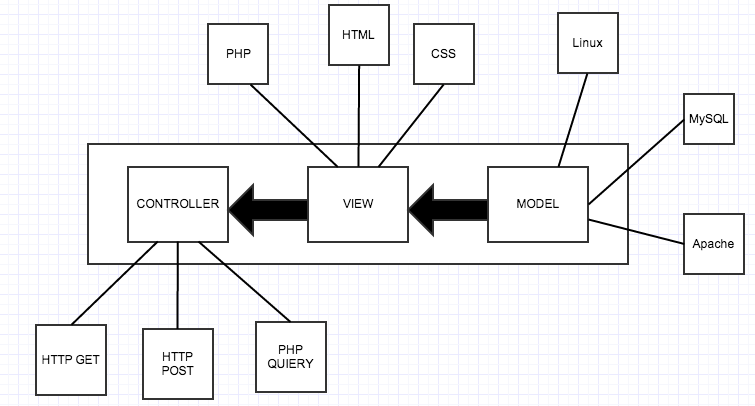 HTML
PHP
CSS
Linux
MySQL
CONTROLLER
VIEW
MODEL
Apache
HTTP GET
HTTP
POST
PHP
QUIERY